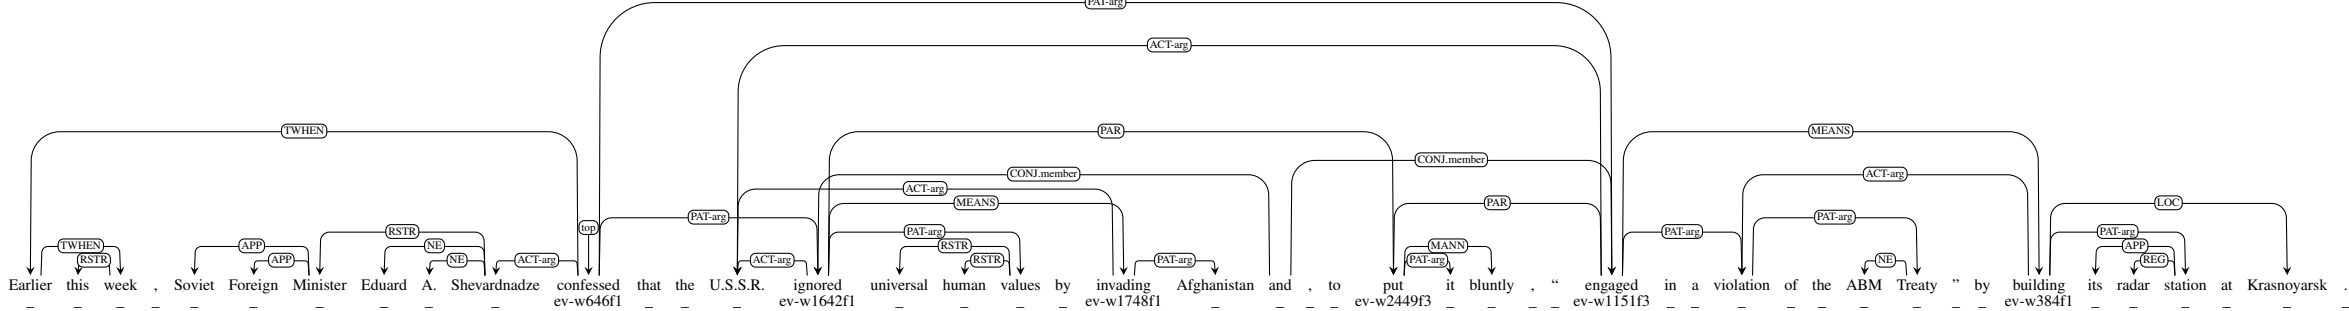 PAT-arg
ACT-arg
TWHEN PAR MEANS
CONJ.member
CONJ.member ACT-arg
ACT-arg
MEANS PAR LOC
PAT-arg PAT-arg
top
RSTR PAT-arg PAT-arg PAT-arg
TWHEN APP NE RSTR MANN APP
RSTR APP NE ACT-arg ACT-arg RSTR PAT-arg PAT-arg NE REG
Earlier this week , Soviet Foreign Minister Eduard A. Shevardnadze confessed that the U.S.S.R. ignored universal human values by invading Afghanistan and , to put it bluntly , “ engaged in a violation of the ABM Treaty ” by building its radar station at Krasnoyarsk .
ev-w646f1 ev-w1642f1 ev-w1748f1 ev-w2449f3 ev-w1151f3 ev-w384f1
_ _ _ _ _ _ _ _ _ _ _ _ _ _ _ _ _ _ _ _ _ _ _ _ _ _ _ _ _ _ _ _ _ _ _ _ _ _ _ _